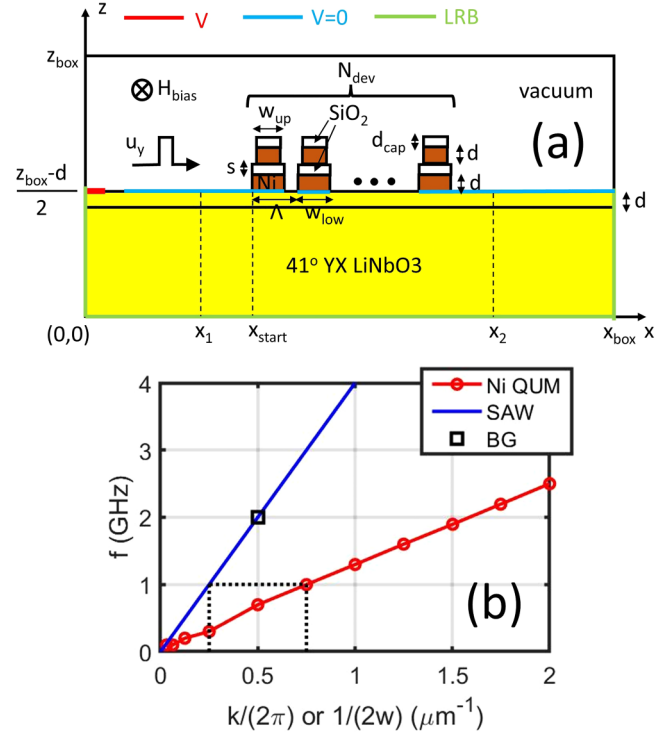 V V=0 LRB
z
z_box
N_dev
H_bias
vacuum
SiO₂
w_up
(a)
d_cap
u_y
s
d
z_box-d
2
Ni
d
d
Λ
w_low
41° YX LiNbO3
(0,0)
x₁
x_start
x₂
x_box
x
4
3
2
1
0
f (GHz)
Ni QUM
SAW
BG
(b)
0 0.5 1 1.5 2
k/(2π) or 1/(2w) (μm⁻¹)